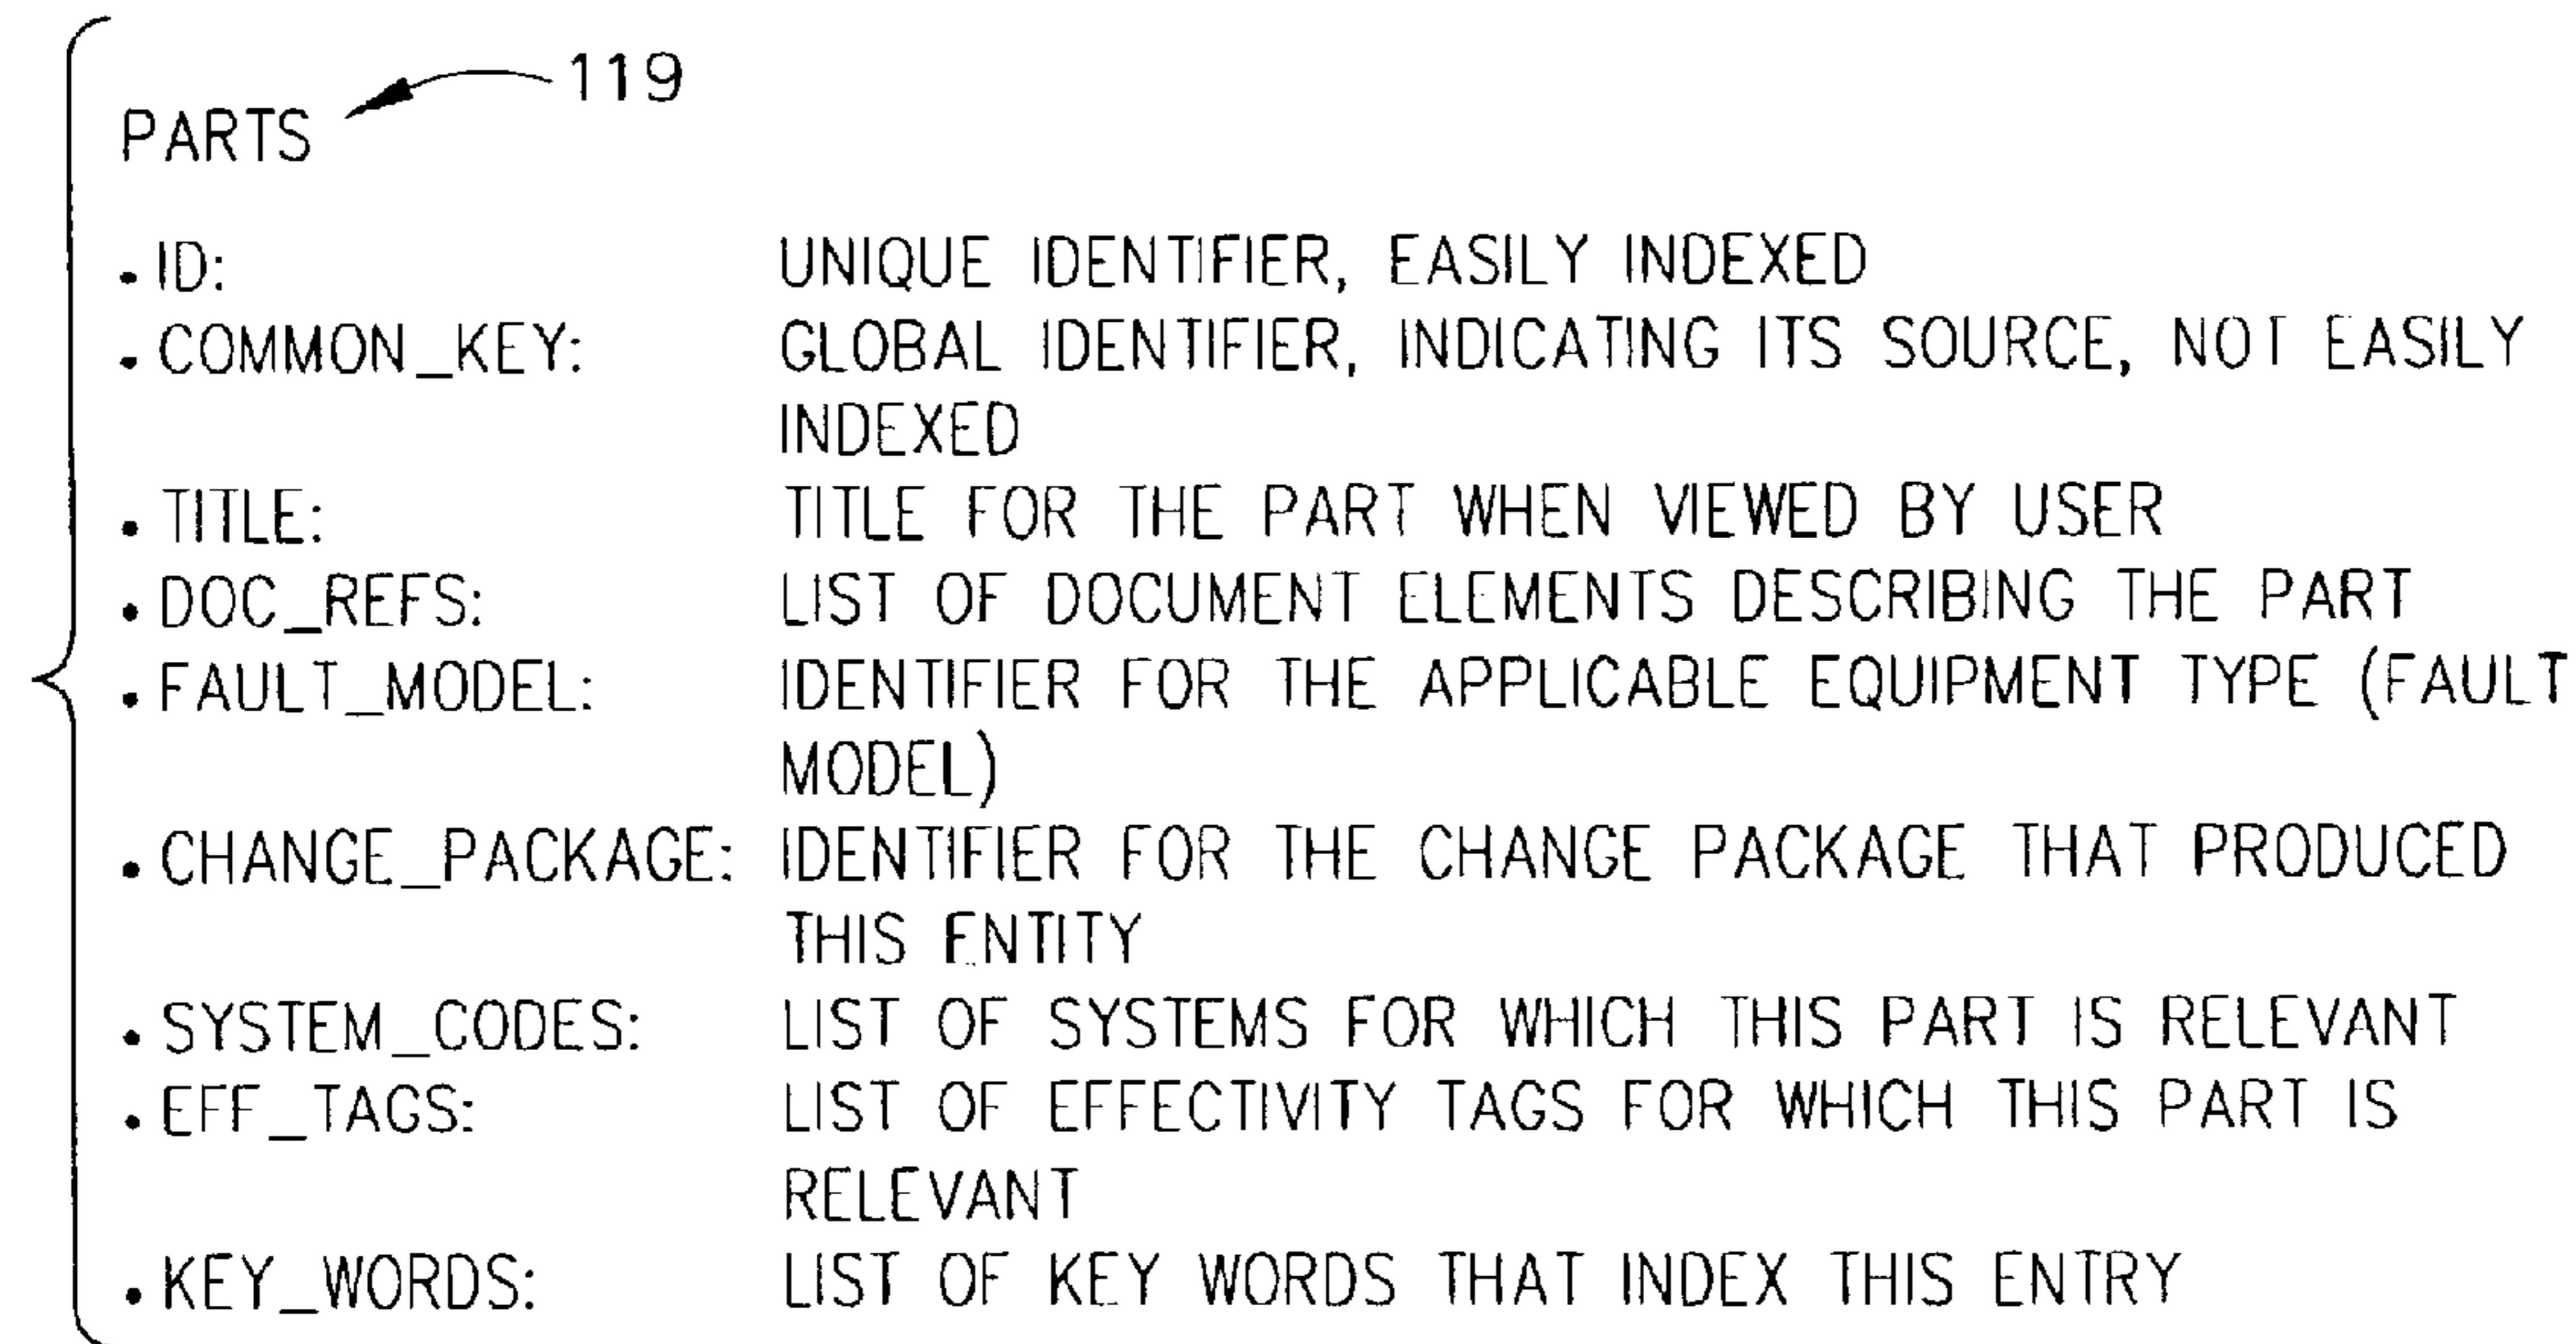 119
PARTS
• ID: UNIQUE IDENTIFIER, EASILY INDEXED
• COMMON_KEY: GLOBAL IDENTIFIER, INDICATING ITS SOURCE, NOT EASILY
INDEXED
• TITLE: TITLE FOR THE PART WHEN VIEWED BY USER
• DOC_REFS: LIST OF DOCUMENT ELEMENTS DESCRIBING THE PART
• FAULT_MODEL: IDENTIFIER FOR THE APPLICABLE EQUIPMENT TYPE (FAULT
MODEL)
• CHANGE_PACKAGE: IDENTIFIER FOR THE CHANGE PACKAGE THAT PRODUCED
THIS ENTITY
• SYSTEM_CODES: LIST OF SYSTEMS FOR WHICH THIS PART IS RELEVANT
• EFF_TAGS: LIST OF EFFECTIVITY TAGS FOR WHICH THIS PART IS
RELEVANT
• KEY_WORDS: LIST OF KEY WORDS THAT INDEX THIS ENTRY